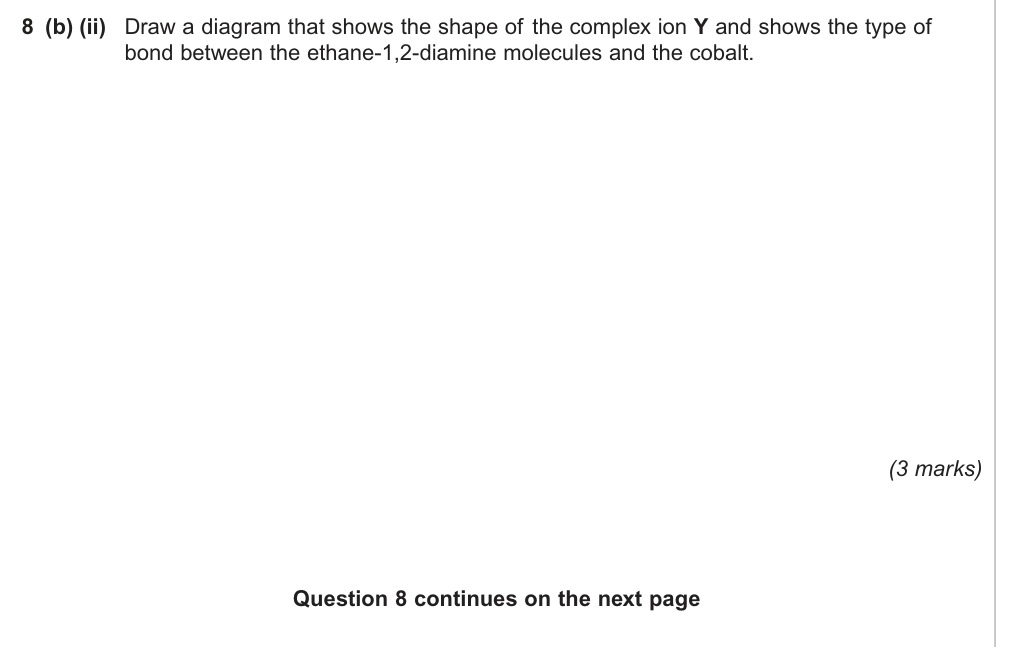 8 (b) (ii) Draw a diagram that shows the shape of the complex ion Y and shows the type of
bond between the ethane-1,2-diamine molecules and the cobalt.
(3 marks)
Question 8 continues on the next page